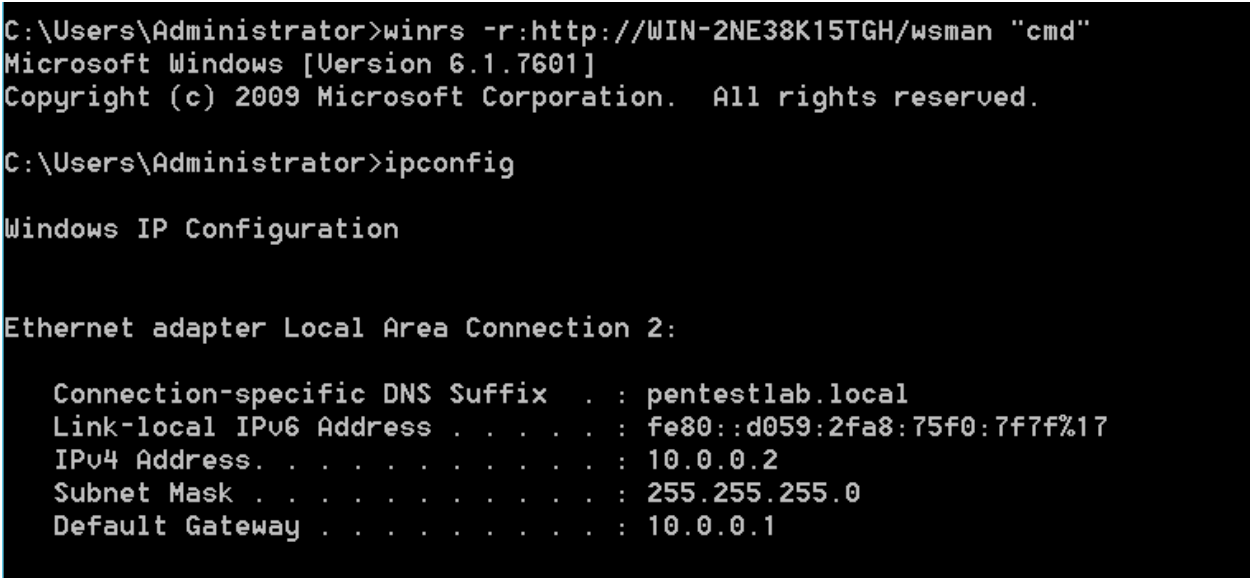 C:\Users\Administrator>winrs -r:http://WIN-2NE38K15TGH/wsman "cmd"
Microsoft Windows [Version 6.1.7601]
Copyright (c) 2009 Microsoft Corporation.  All rights reserved.
C:\Users\Administrator>ipconfig
Windows IP Configuration
Ethernet adapter Local Area Connection 2:
   Connection-specific DNS Suffix  . : pentestlab.local
   Link-local IPv6 Address . . . . . : fe80::d059:2fa8:75f0:7f7f%17
   IPv4 Address. . . . . . . . . . . : 10.0.0.2
   Subnet Mask . . . . . . . . . . . : 255.255.255.0
   Default Gateway . . . . . . . . . : 10.0.0.1